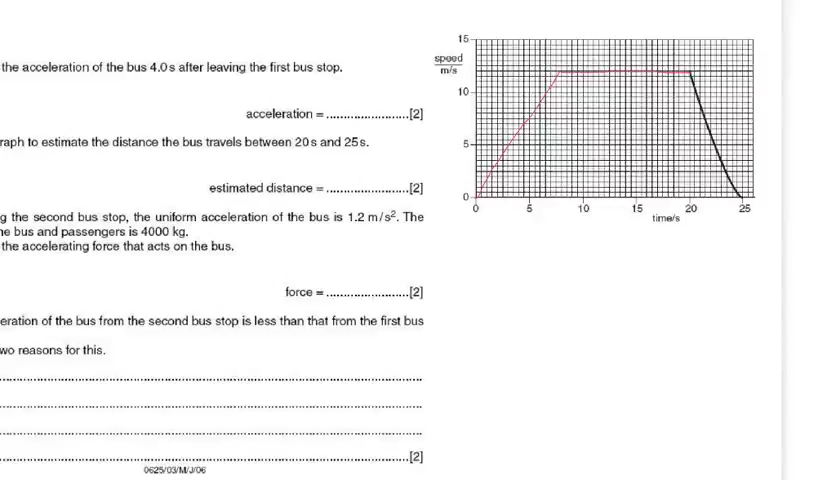 the acceleration of the bus 4.0 s after leaving the first bus stop.
acceleration = ........................[2]
raph to estimate the distance the bus travels between 20 s and 25 s.
estimated distance = ........................[2]
g the second bus stop, the uniform acceleration of the bus is 1.2 m/s². The
he bus and passengers is 4000 kg.
the accelerating force that acts on the bus.
force = ........................[2]
eration of the bus from the second bus stop is less than that from the first bus
wo reasons for this.
........................[2]
0625/03/M/J/06
15
speed
m/s
10
5
0
0 5 10 15 20 25
time/s